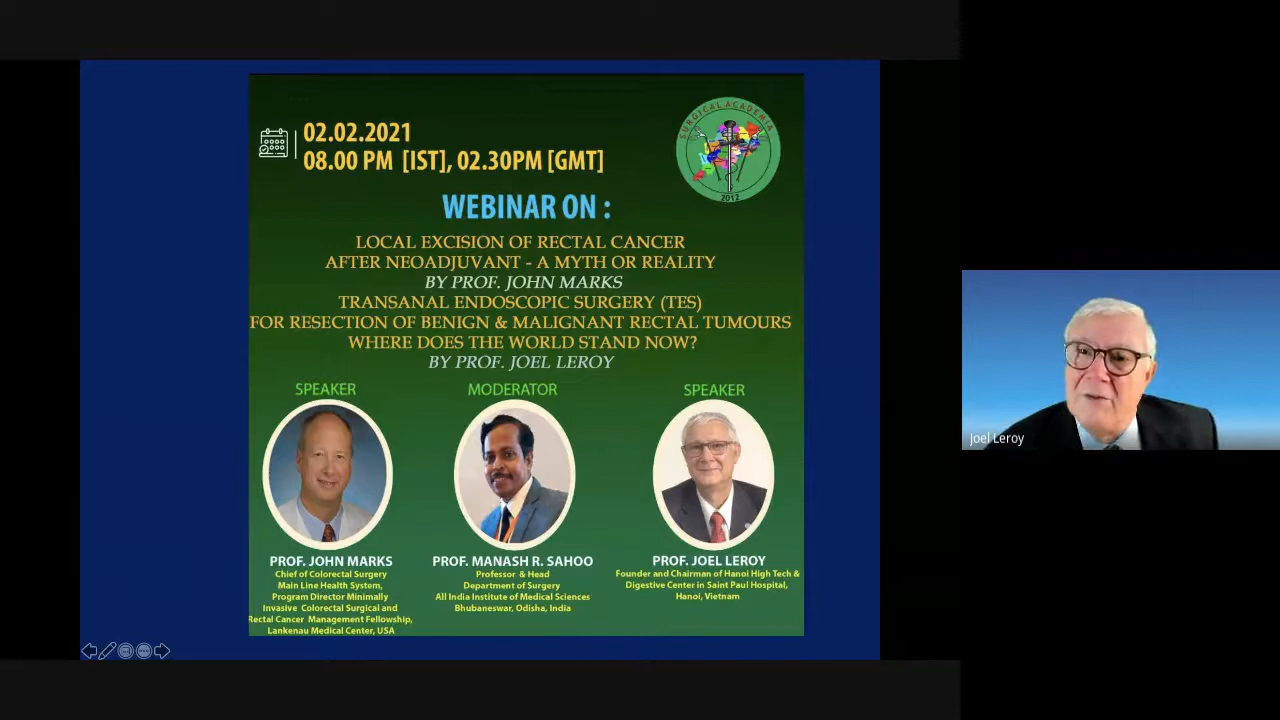 02.02.2021
08.00 PM [IST], 02.30PM [GMT]
SURGICAL ACADEMIA
2012
WEBINAR ON :
LOCAL EXCISION OF RECTAL CANCER
AFTER NEOADJUVANT - A MYTH OR REALITY
BY PROF. JOHN MARKS
TRANSANAL ENDOSCOPIC SURGERY (TES)
FOR RESECTION OF BENIGN & MALIGNANT RECTAL TUMOURS
WHERE DOES THE WORLD STAND NOW?
BY PROF. JOEL LEROY
SPEAKER
PROF. JOHN MARKS
Chief of Colorectal Surgery
Main Line Health System,
Program Director Minimally
Invasive Colorectal Surgical and
Rectal Cancer Management Fellowship,
Lankenau Medical Center, USA
MODERATOR
PROF. MANASH R. SAHOO
Professor & Head
Department of Surgery
All India Institute of Medical Sciences
Bhubaneswar, Odisha, India
SPEAKER
PROF. JOEL LEROY
Founder and Chairman of Hanoi High Tech &
Digestive Center in Saint Paul Hospital,
Hanoi, Vietnam
Joel Leroy